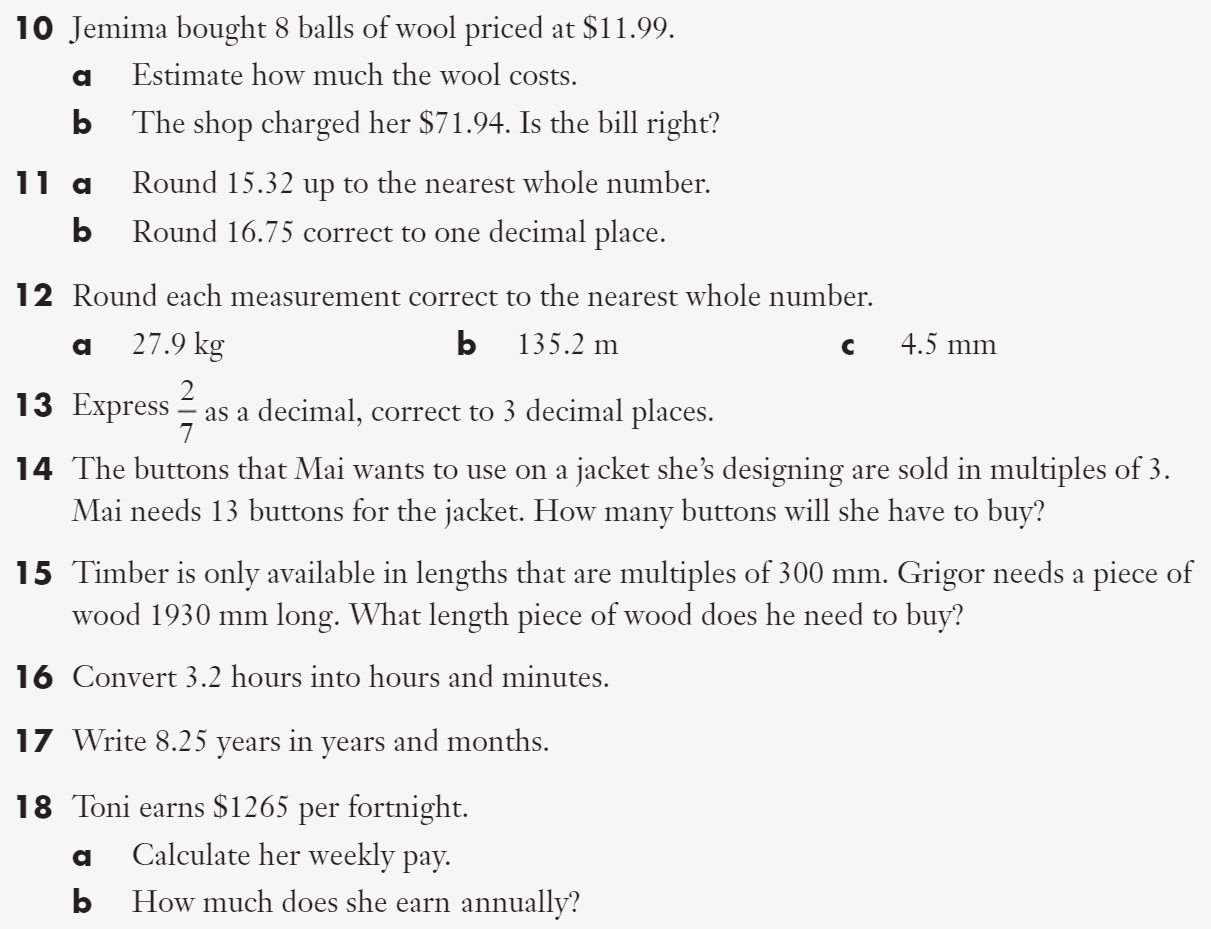 10 Jemima bought 8 balls of wool priced at $11.99.
a Estimate how much the wool costs.
b The shop charged her $71.94. Is the bill right?
11 a Round 15.32 up to the nearest whole number.
b Round 16.75 correct to one decimal place.
12 Round each measurement correct to the nearest whole number.
a 27.9 kg b 135.2 m c 4.5 mm
13 Express 2/7 as a decimal, correct to 3 decimal places.
14 The buttons that Mai wants to use on a jacket she's designing are sold in multiples of 3.
Mai needs 13 buttons for the jacket. How many buttons will she have to buy?
15 Timber is only available in lengths that are multiples of 300 mm. Grigor needs a piece of
wood 1930 mm long. What length piece of wood does he need to buy?
16 Convert 3.2 hours into hours and minutes.
17 Write 8.25 years in years and months.
18 Toni earns $1265 per fortnight.
a Calculate her weekly pay.
b How much does she earn annually?